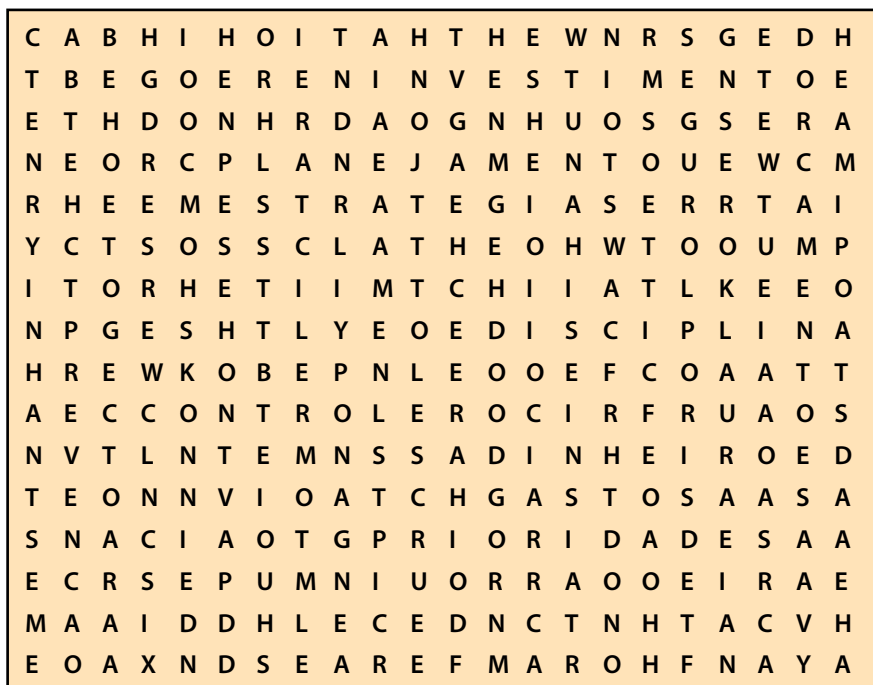 C A B H I H O I T A H T H E W N R S G E D H
T B E G O E R E N I N V E S T I M E N T O E
E T H D O N H R D A O G N H U O S G S E R A
N E O R C P L A N E J A M E N T O U E W C M
R H E E M E S T R A T E G I A S E R R T A I
Y C T S O S S C L A T H E O H W T O O U M P
I T O R H E T I I M T C H I I A T L K E E O
N P G E S H T L Y E O E D I S C I P L I N A
H R E W K O B E P N L E O O E F C O A A T T
A E C C O N T R O L E R O C I R F R U A O S
N V T L N T E M N S S A D I N H E I R O E D
T E O N N V I O A T C H G A S T O S A A S A
S N A C I A O T G P R I O R I D A D E S A A
E C R S E P U M N I U O R R A O O E I R A E
M A A I D D H L E C E D N C T N H T A C V H
E O A X N D S E A R E F M A R O H F N A Y A